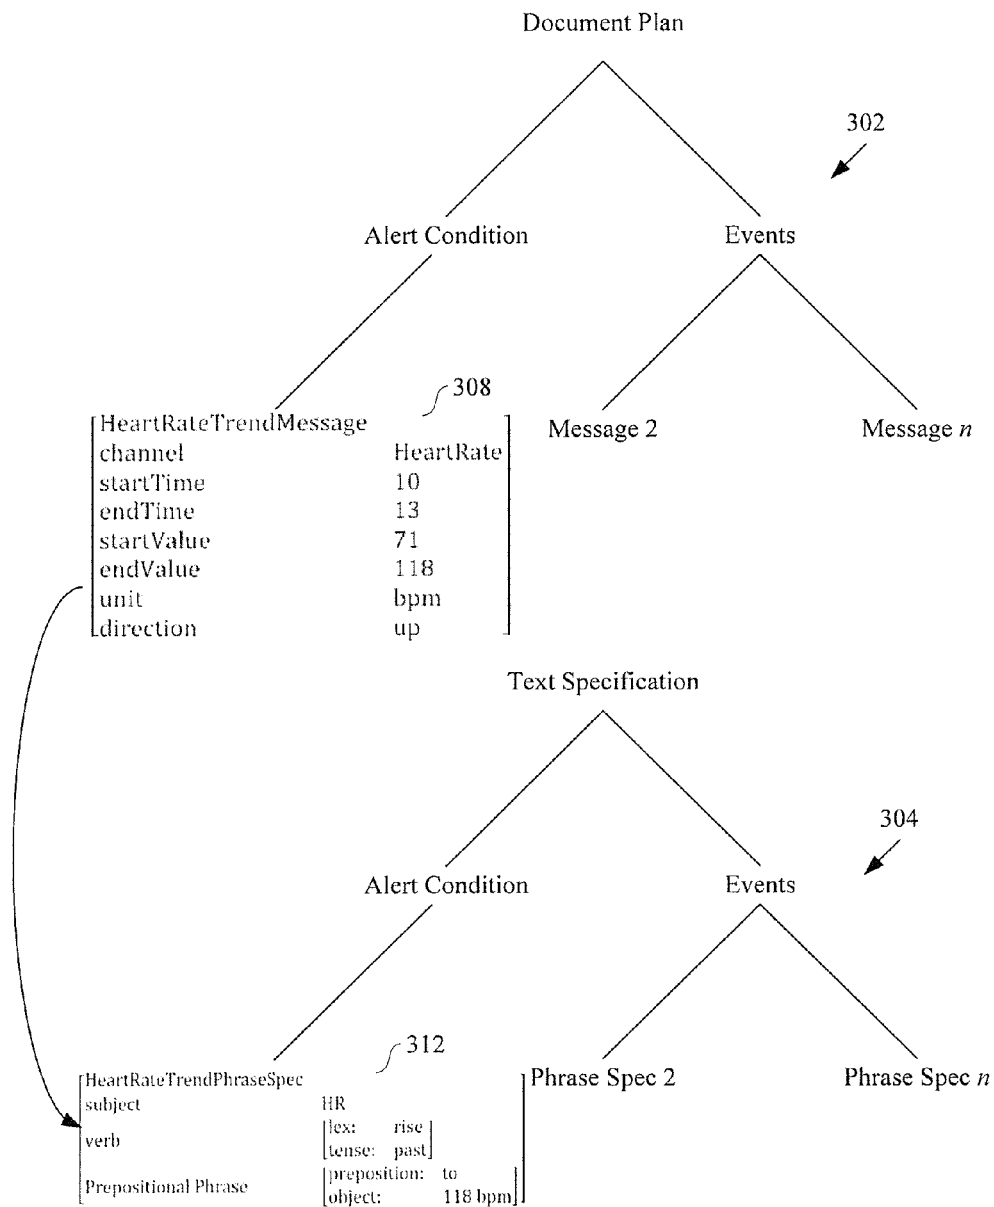 Document Plan
302
Alert Condition Events
308
HeartRateTrendMessage Message 2 Message n
channel HeartRate
startTime 10
endTime 13
startValue 71
endValue 118
unit bpm
direction up
Text Specification
304
Alert Condition Events
312
HeartRateTrendPhraseSpec Phrase Spec 2 Phrase Spec n
subject HR
verb lex: rise
tense: past
Prepositional Phrase preposition: to
object: 118 bpm